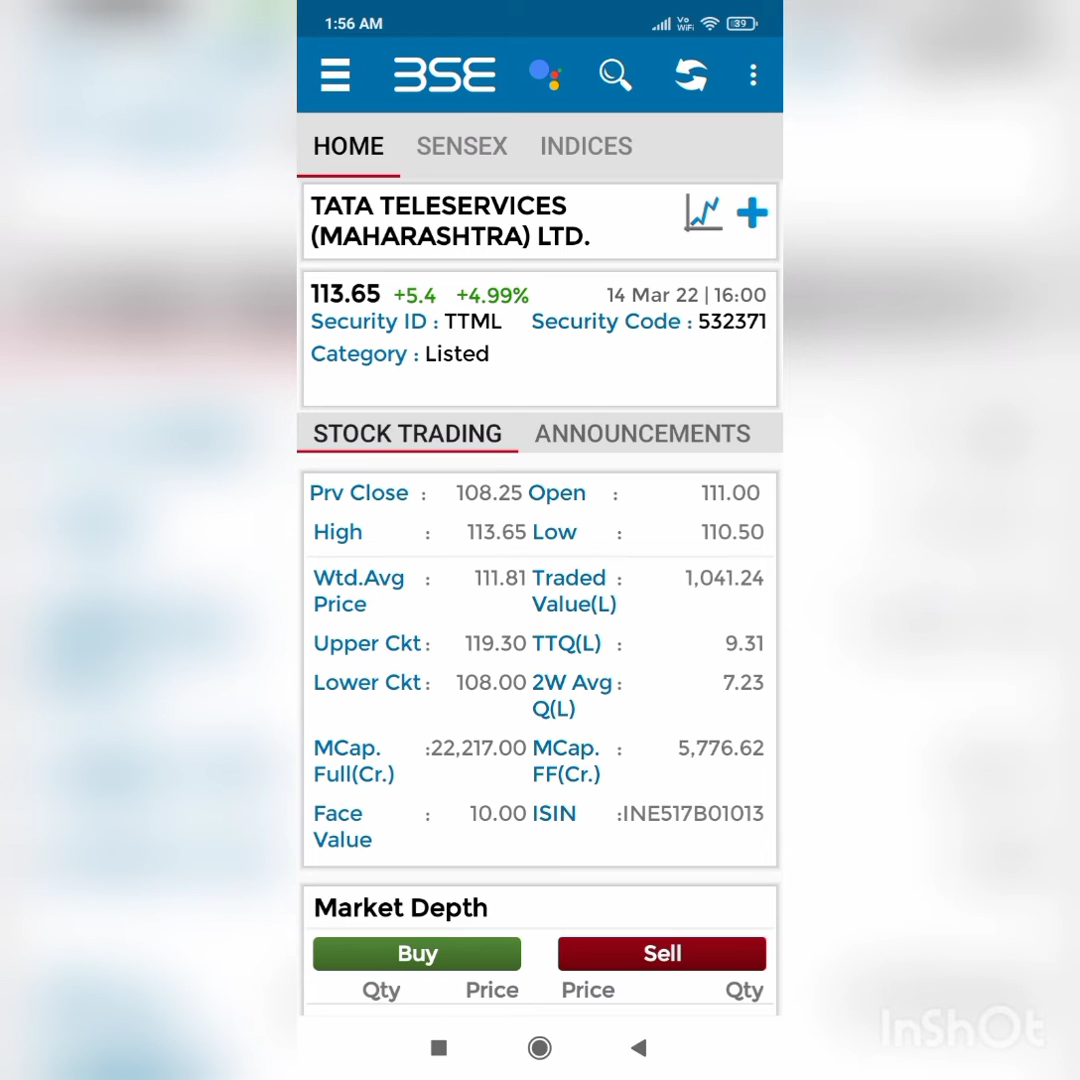 1:56 AM Vo WiFi 39
BSE
HOME SENSEX INDICES
TATA TELESERVICES
(MAHARASHTRA) LTD.
113.65 +5.4 +4.99% 14 Mar 22 | 16:00
Security ID : TTML Security Code : 532371
Category : Listed
STOCK TRADING ANNOUNCEMENTS
Prv Close : 108.25 Open : 111.00
High : 113.65 Low : 110.50
Wtd.Avg : 111.81 Traded : 1,041.24
Price Value(L)
Upper Ckt : 119.30 TTQ(L) : 9.31
Lower Ckt : 108.00 2W Avg : 7.23
Q(L)
MCap. :22,217.00 MCap. : 5,776.62
Full(Cr.) FF(Cr.)
Face : 10.00 ISIN :INE517B01013
Value
Market Depth
Buy Sell
Qty Price Price Qty
InShOt